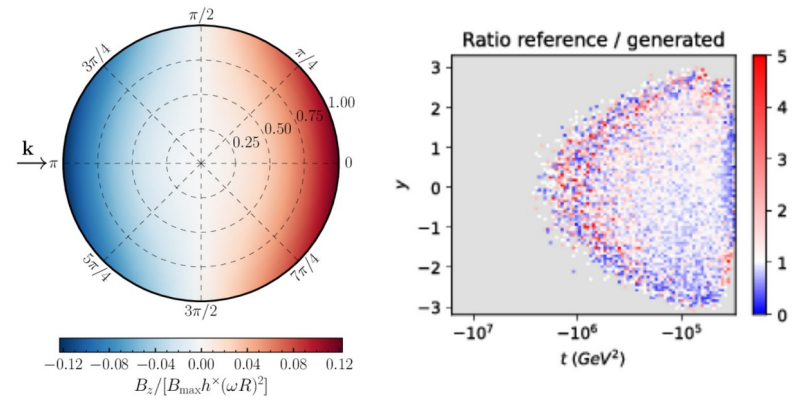 π/2
3π/4
π/4
1.00
0.75
0.50
0.25
k
π
0
5π/4
7π/4
3π/2
−0.12 −0.08 −0.04 0.00 0.04 0.08 0.12
B_z/[B_max h^×(ωR)^2]
Ratio reference / generated
3
2
1
0
−1
−2
−3
y
−10^7 −10^6 −10^5
t (GeV^2)
5
4
3
2
1
0